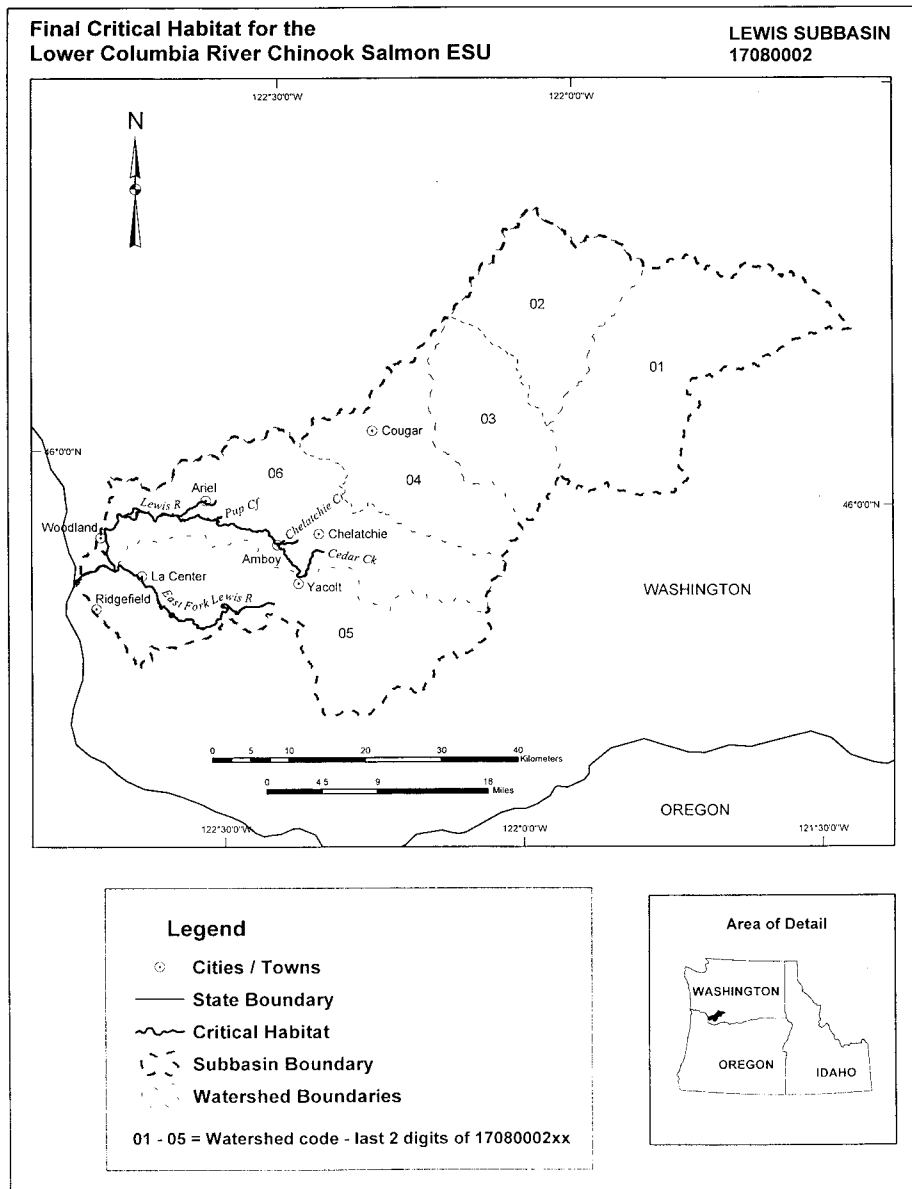 Final Critical Habitat for the
Lower Columbia River Chinook Salmon ESU
LEWIS SUBBASIN
17080002
122°30'0"W
122°0'0"W
N
02
01
03
Cougar
46°0'0"N
04
06
Ariel
46°0'0"N
Lewis R
Pup Cr
Chelatchie Cr
Woodland
Chelatchie
Amboy
Cedar Ck
La Center
Yacolt
WASHINGTON
Ridgefield
East Fork Lewis R
05
0 5 10 20 30 40
Kilometers
0 4.5 9 18
Miles
OREGON
122°30'0"W
122°0'0"W
121°30'0"W
Legend
Cities / Towns
State Boundary
Critical Habitat
Subbasin Boundary
Watershed Boundaries
01 - 05 = Watershed code - last 2 digits of 17080002xx
Area of Detail
WASHINGTON
OREGON
IDAHO